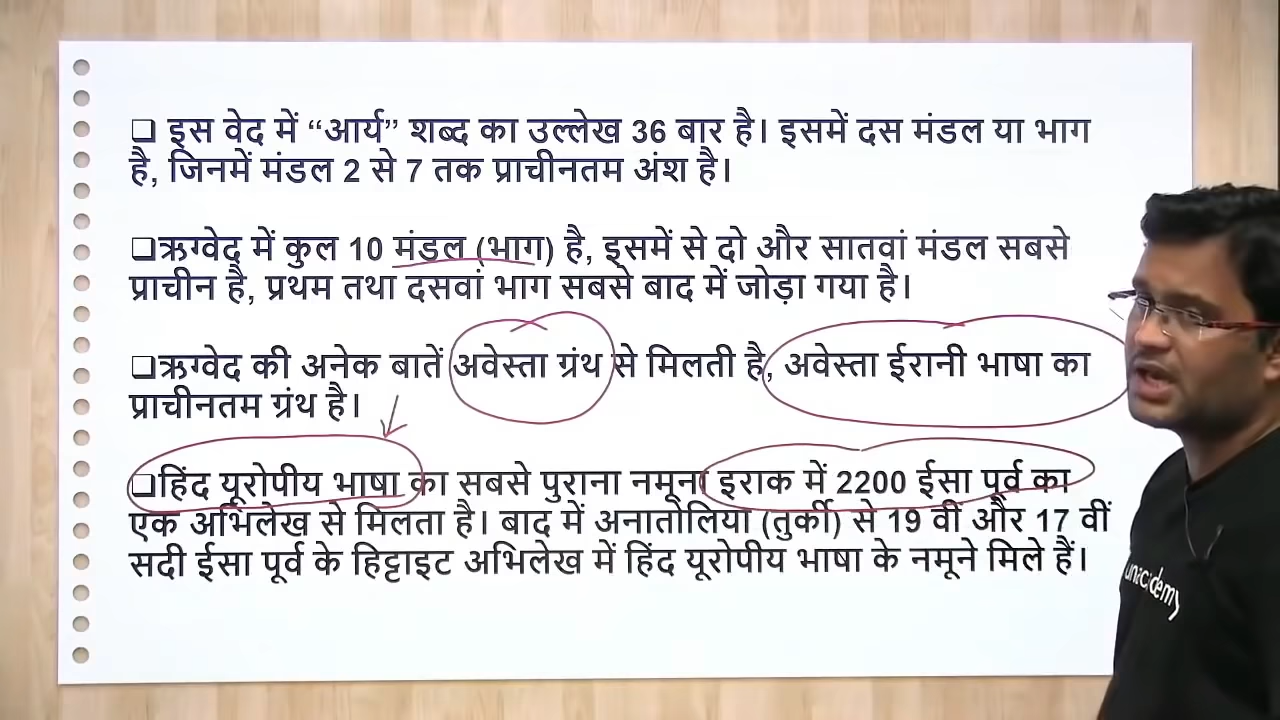 ❑ इस वेद में “आर्य” शब्द का उल्लेख 36 बार है। इसमें दस मंडल या भाग
है, जिनमें मंडल 2 से 7 तक प्राचीनतम अंश है।
❑ऋग्वेद में कुल 10 मंडल (भाग) है, इसमें से दो और सातवां मंडल सबसे
प्राचीन है, प्रथम तथा दसवां भाग सबसे बाद में जोड़ा गया है।
❑ऋग्वेद की अनेक बातें अवेस्ता ग्रंथ से मिलती है, अवेस्ता ईरानी भाषा का
प्राचीनतम ग्रंथ है।
❑हिंद यूरोपीय भाषा का सबसे पुराना नमूना इराक में 2200 ईसा पूर्व का
एक अभिलेख से मिलता है। बाद में अनातोलिया (तुर्की) से 19 वीं और 17 वीं
सदी ईसा पूर्व के हिट्टाइट अभिलेख में हिंद यूरोपीय भाषा के नमूने मिले हैं।
unacademy